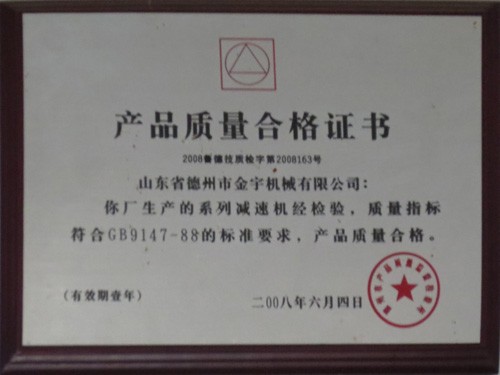 产品质量合格证书
2008鲁德技质检字第2008163号
山东省德州市金宇机械有限公司：
你厂生产的系列减速机经检验，质量指标
符合GB9147-88的标准要求，产品质量合格。
(有效期壹年)
二00八年六月四日